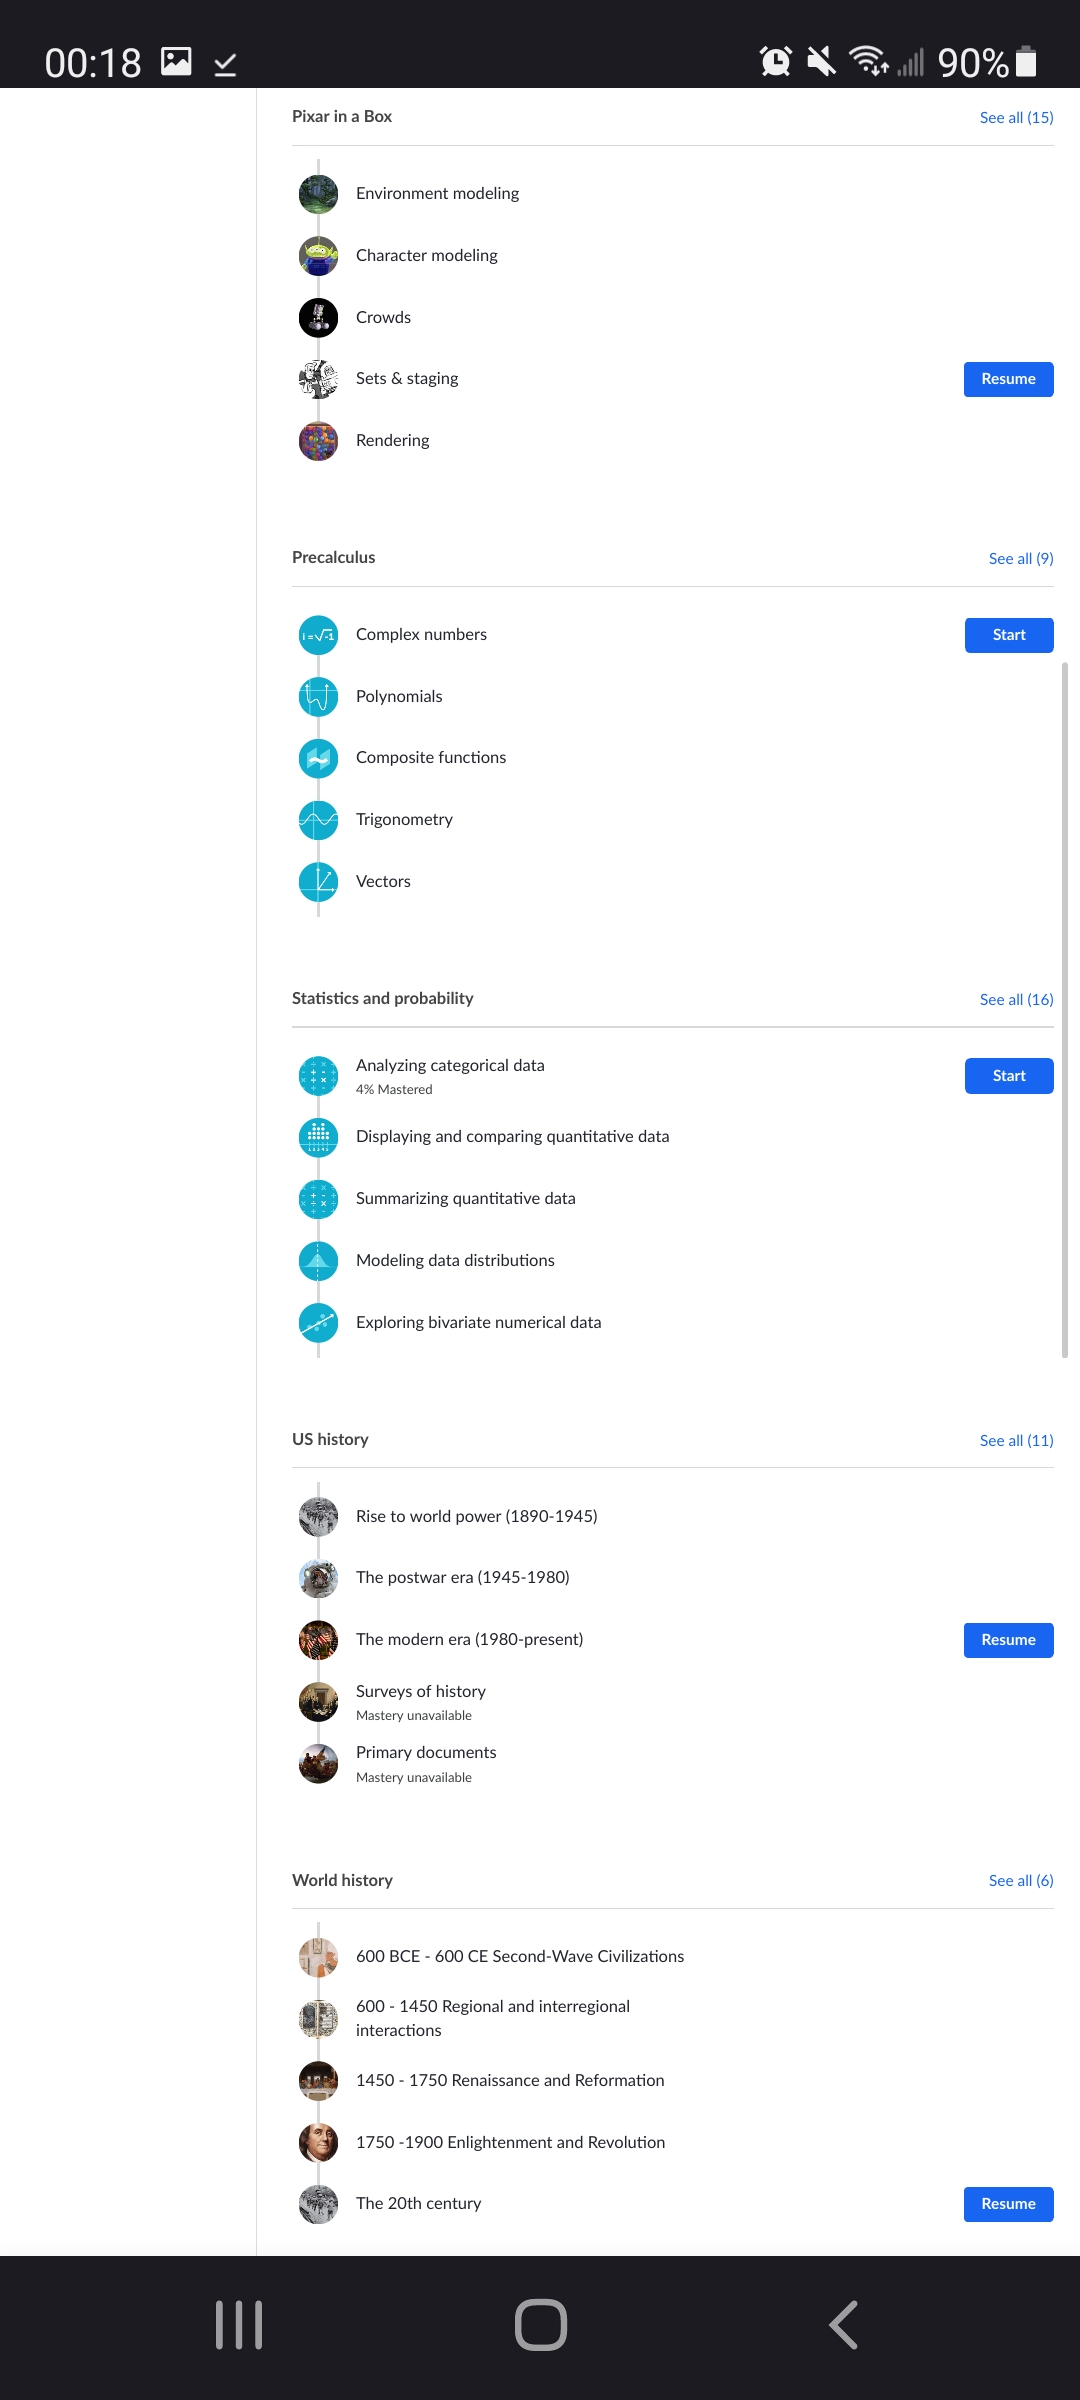 00:18
90%
Pixar in a Box
See all (15)
Environment modeling
Character modeling
Crowds
Sets & staging
Resume
Rendering
Precalculus
See all (9)
i = √-1
Complex numbers
Start
Polynomials
Composite functions
Trigonometry
Vectors
Statistics and probability
See all (16)
Analyzing categorical data
4% Mastered
Start
Displaying and comparing quantitative data
Summarizing quantitative data
Modeling data distributions
Exploring bivariate numerical data
US history
See all (11)
Rise to world power (1890-1945)
The postwar era (1945-1980)
The modern era (1980-present)
Resume
Surveys of history
Mastery unavailable
Primary documents
Mastery unavailable
World history
See all (6)
600 BCE - 600 CE Second-Wave Civilizations
600 - 1450 Regional and interregional
interactions
1450 - 1750 Renaissance and Reformation
1750 -1900 Enlightenment and Revolution
The 20th century
Resume